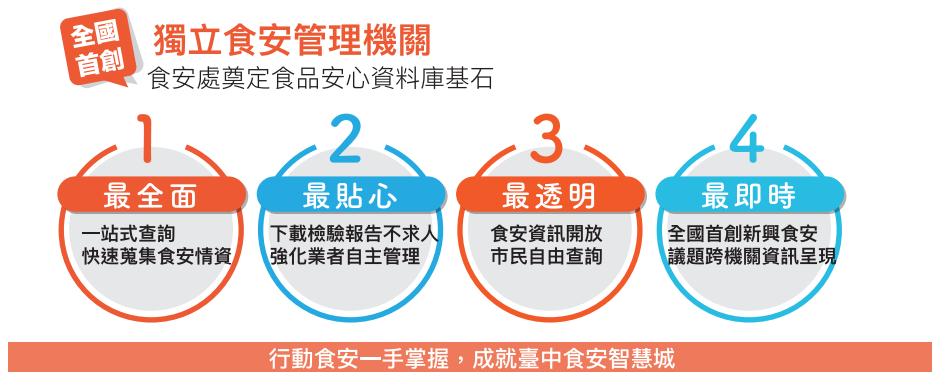 全國
首創
獨立食安管理機關
食安處奠定食品安心資料庫基石
1
最全面
一站式查詢
快速蒐集食安情資
2
最貼心
下載檢驗報告不求人
強化業者自主管理
3
最透明
食安資訊開放
市民自由查詢
4
最即時
全國首創新興食安
議題跨機關資訊呈現
行動食安一手掌握，成就臺中食安智慧城